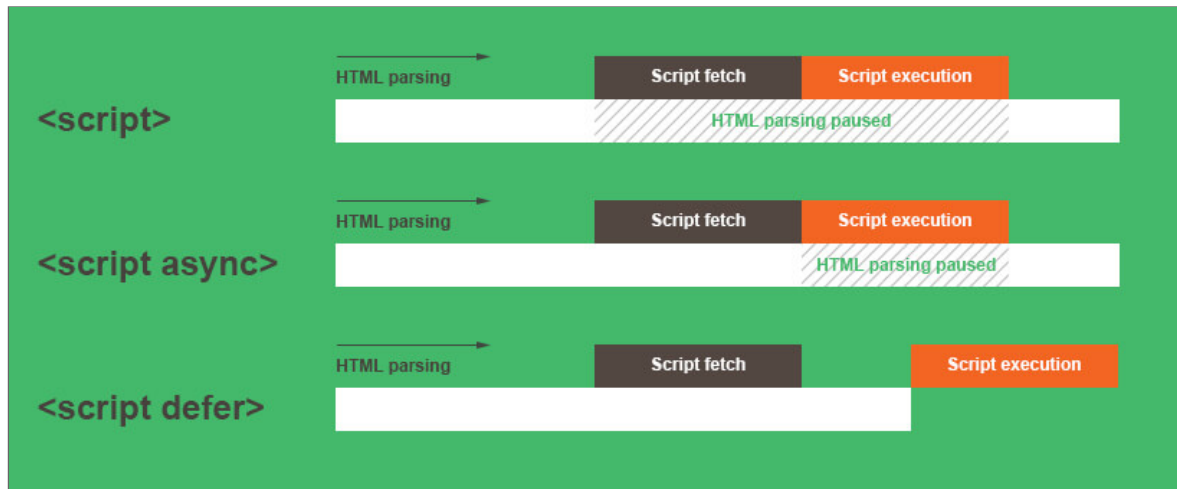 Script fetch Script execution
HTML parsing
<script>
HTML parsing paused
Script fetch Script execution
HTML parsing
<script async>
HTML parsing paused
Script fetch Script execution
HTML parsing
<script defer>